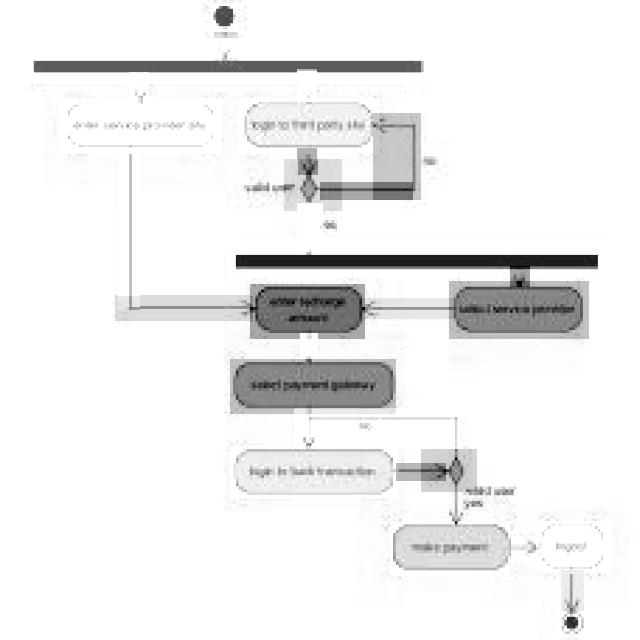 enter service provider site
login to third party site
no
valid user
yes
enter recharge
amount
select service provider
select payment gateway
no
login to bank transaction
valid user
yes
make payment
logout